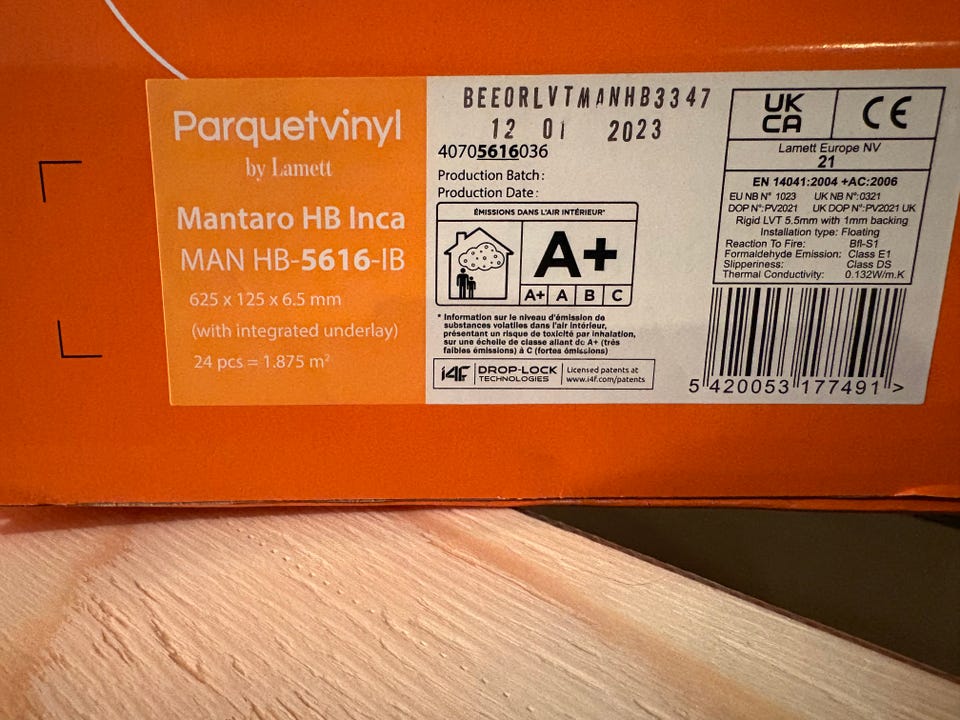 Parquetvinyl
by Lamett
Mantaro HB Inca
MAN HB-5616-IB
625 x 125 x 6.5 mm
(with integrated underlay)
24 pcs = 1.875 m²
BEEORLVTMANHB3347
12 01 2023
40705616036
Production Batch:
Production Date:
ÉMISSIONS DANS L'AIR INTÉRIEUR*
A+
A+ A B C
* Information sur le niveau d'émission de
substances volatiles dans l'air intérieur,
présentant un risque de toxicité par inhalation,
sur une échelle de classe allant de A+ (très
faibles émissions) à C (fortes émissions)
i4F DROP-LOCK TECHNOLOGIES Licensed patents at
www.i4f.com/patents
UK CA CE
Lamett Europe NV
21
EN 14041:2004 +AC:2006
EU NB N° 1023 UK NB N°:0321
DOP N°:PV2021 UK DOP N°:PV2021 UK
Rigid LVT 5.5mm with 1mm backing
Installation type: Floating
Reaction To Fire: Bfl-S1
Formaldehyde Emission: Class E1
Slipperiness: Class DS
Thermal Conductivity: 0.132W/m.K
5 420053 177491 >